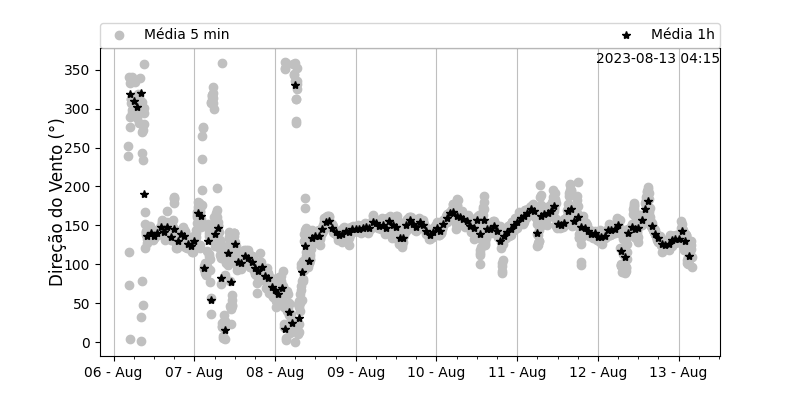 Média 5 min
Média 1h
2023-08-13 04:15
Direção do Vento (°)
350
300
250
200
150
100
50
0
06 - Aug
07 - Aug
08 - Aug
09 - Aug
10 - Aug
11 - Aug
12 - Aug
13 - Aug